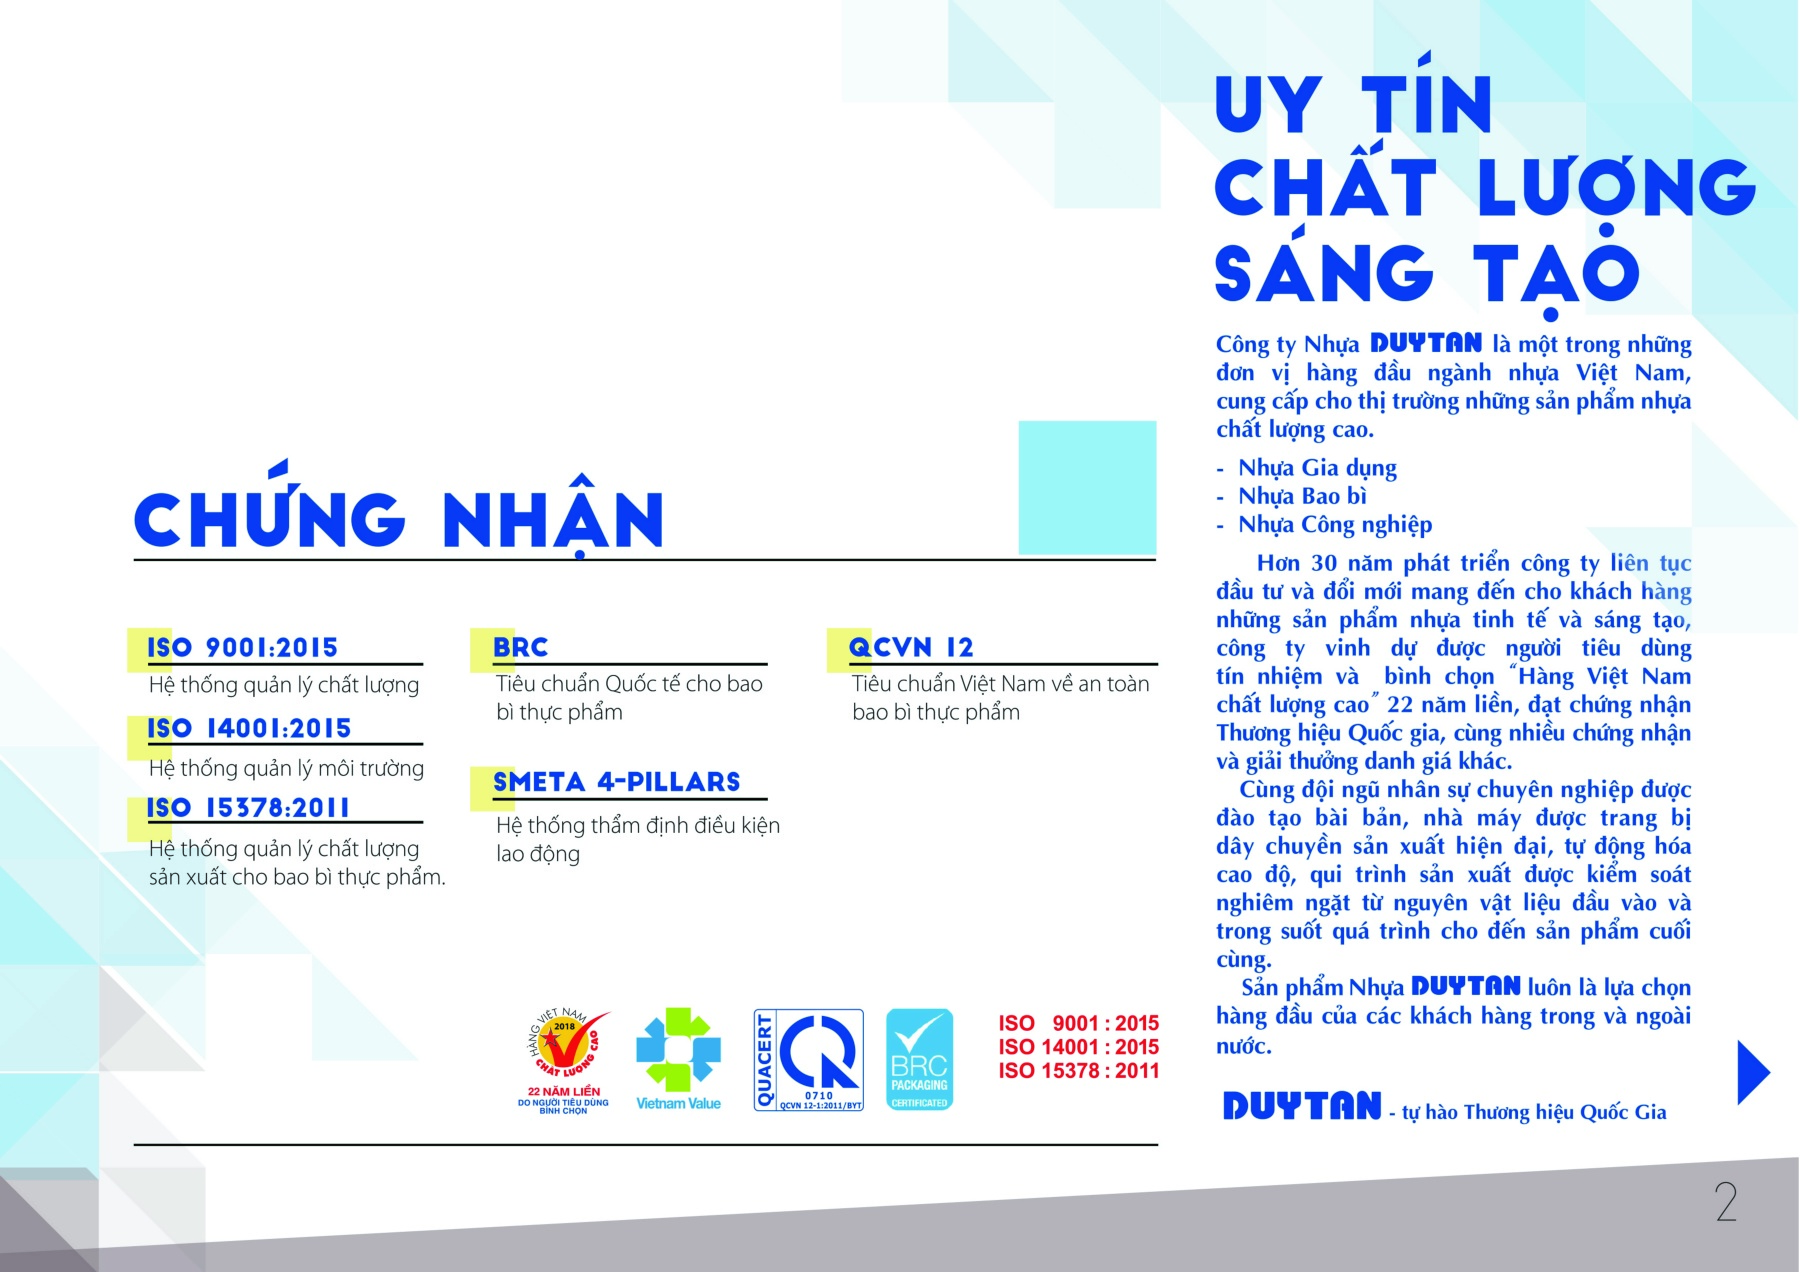 UY TÍN
CHẤT LƯỢNG
SÁNG TẠO
Công ty Nhựa DUYTAN là một trong những
đơn vị hàng đầu ngành nhựa Việt Nam,
cung cấp cho thị trường những sản phẩm nhựa
chất lượng cao.
- Nhựa Gia dụng
- Nhựa Bao bì
- Nhựa Công nghiệp
Hơn 30 năm phát triển công ty liên tục
đầu tư và đổi mới mang đến cho khách hàng
những sản phẩm nhựa tinh tế và sáng tạo,
công ty vinh dự được người tiêu dùng
tín nhiệm và bình chọn “Hàng Việt Nam
chất lượng cao” 22 năm liền, đạt chứng nhận
Thương hiệu Quốc gia, cùng nhiều chứng nhận
và giải thưởng danh giá khác.
Cùng đội ngũ nhân sự chuyên nghiệp được
đào tạo bài bản, nhà máy được trang bị
dây chuyền sản xuất hiện đại, tự động hóa
cao độ, qui trình sản xuất được kiểm soát
nghiêm ngặt từ nguyên vật liệu đầu vào và
trong suốt quá trình cho đến sản phẩm cuối
cùng.
Sản phẩm Nhựa DUYTAN luôn là lựa chọn
hàng đầu của các khách hàng trong và ngoài
nước.
DUYTAN - tự hào Thương hiệu Quốc Gia
CHỨNG NHẬN
ISO 9001:2015
Hệ thống quản lý chất lượng
ISO 14001:2015
Hệ thống quản lý môi trường
ISO 15378:2011
Hệ thống quản lý chất lượng
sản xuất cho bao bì thực phẩm.
BRC
Tiêu chuẩn Quốc tế cho bao
bì thực phẩm
SMETA 4-PILLARS
Hệ thống thẩm định điều kiện
lao động
QCVN 12
Tiêu chuẩn Việt Nam về an toàn
bao bì thực phẩm
HÀNG VIỆT NAM
2018
CHẤT LƯỢNG CAO
22 NĂM LIỀN
DO NGƯỜI TIÊU DÙNG
BÌNH CHỌN
Vietnam Value
QUACERT
0710
QCVN 12-1:2011/BYT
BRC
PACKAGING
CERTIFICATED
ISO 9001 : 2015
ISO 14001 : 2015
ISO 15378 : 2011
2